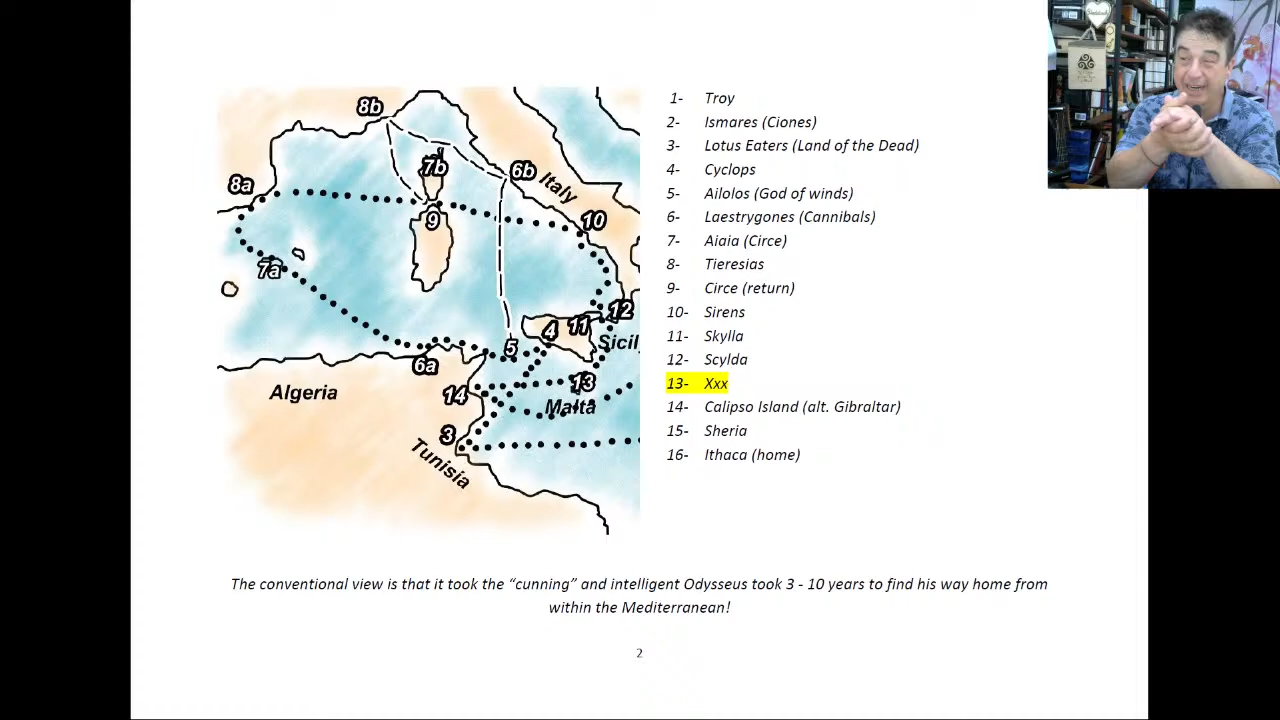 8b
7b
6b
Italy
8a
9
10
7a
12
4
11
Sicil
5
6a
13
Algeria
14
Malta
3
Tunisia
1- Troy
2- Ismares (Ciones)
3- Lotus Eaters (Land of the Dead)
4- Cyclops
5- Ailolos (God of winds)
6- Laestrygones (Cannibals)
7- Aiaia (Circe)
8- Tieresias
9- Circe (return)
10- Sirens
11- Skylla
12- Scylda
13- Xxx
14- Calipso Island (alt. Gibraltar)
15- Sheria
16- Ithaca (home)
The conventional view is that it took the “cunning” and intelligent Odysseus took 3 - 10 years to find his way home from
within the Mediterranean!
2